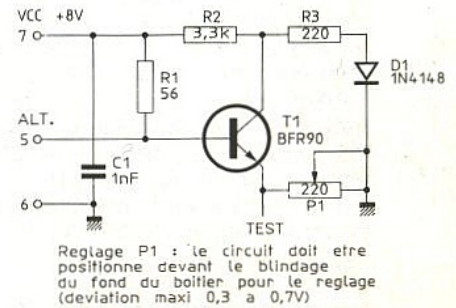 VCC +8V
7
R2
3,3k
R3
220
D1
1N4148
R1
56
ALT.
5
T1
BFR90
C1
1nF
220
P1
6
TEST
Reglage P1 : le circuit doit etre
positionne devant le blindage
du fond du boitier pour le reglage
(deviation maxi 0,3 a 0,7V)